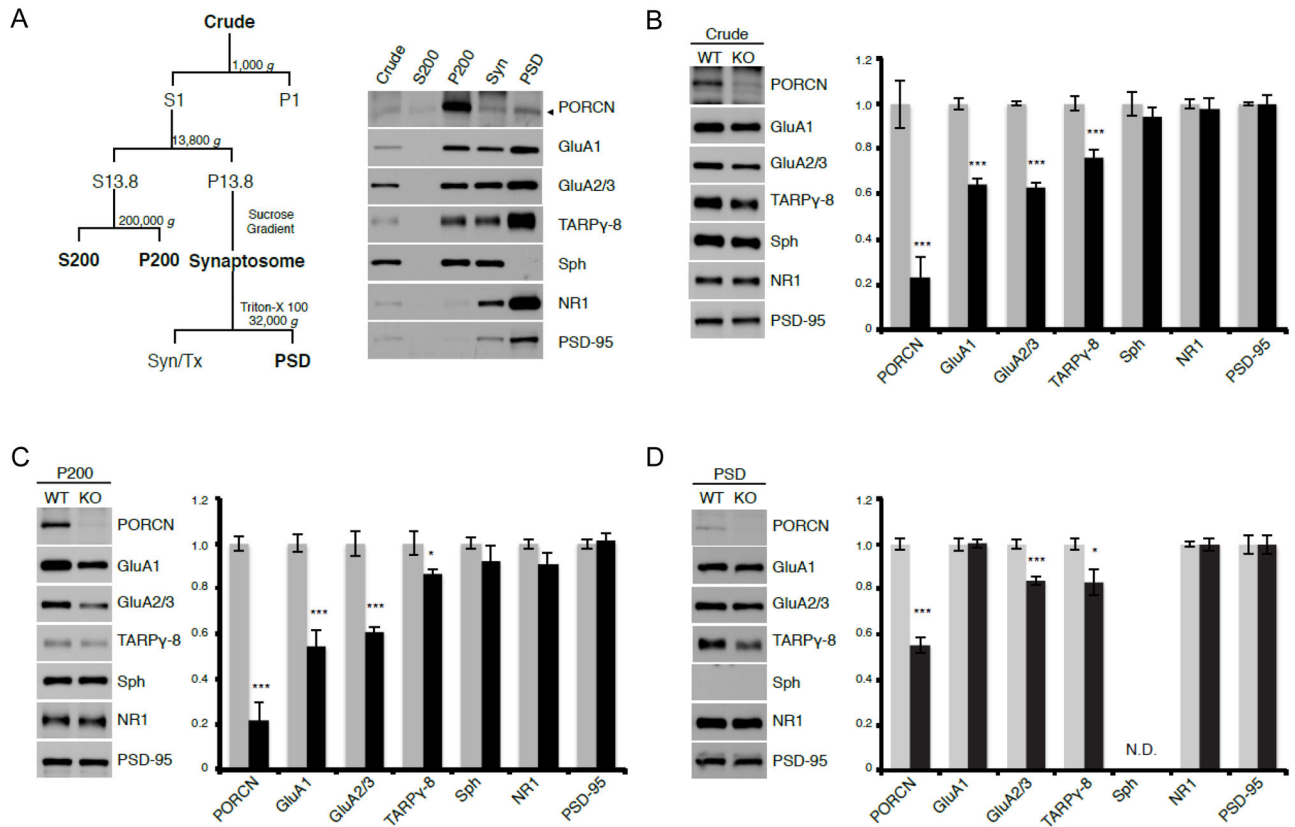 A
Crude
1,000 g
S1 P1
13,800 g
S13.8 P13.8
200,000 g
Sucrose
Gradient
S200 P200 Synaptosome
Triton-X 100
32,000 g
Syn/Tx PSD
Crude S200 P200 Syn PSD
PORCN
GluA1
GluA2/3
TARPγ-8
Sph
NR1
PSD-95
B
Crude
WT KO
PORCN
GluA1
GluA2/3
TARPγ-8
Sph
NR1
PSD-95
1.2
1.0
0.8
0.6
0.4
0.2
0
*** *** *** ***
PORCN GluA1 GluA2/3 TARPγ-8 Sph NR1 PSD-95
C
P200
WT KO
PORCN
GluA1
GluA2/3
TARPγ-8
Sph
NR1
PSD-95
1.2
1.0
0.8
0.6
0.4
0.2
0
*** *** *** *
PORCN GluA1 GluA2/3 TARPγ-8 Sph NR1 PSD-95
D
PSD
WT KO
PORCN
GluA1
GluA2/3
TARPγ-8
Sph
NR1
PSD-95
1.2
1.0
0.8
0.6
0.4
0.2
0
*** *** *
N.D.
PORCN GluA1 GluA2/3 TARPγ-8 Sph NR1 PSD-95